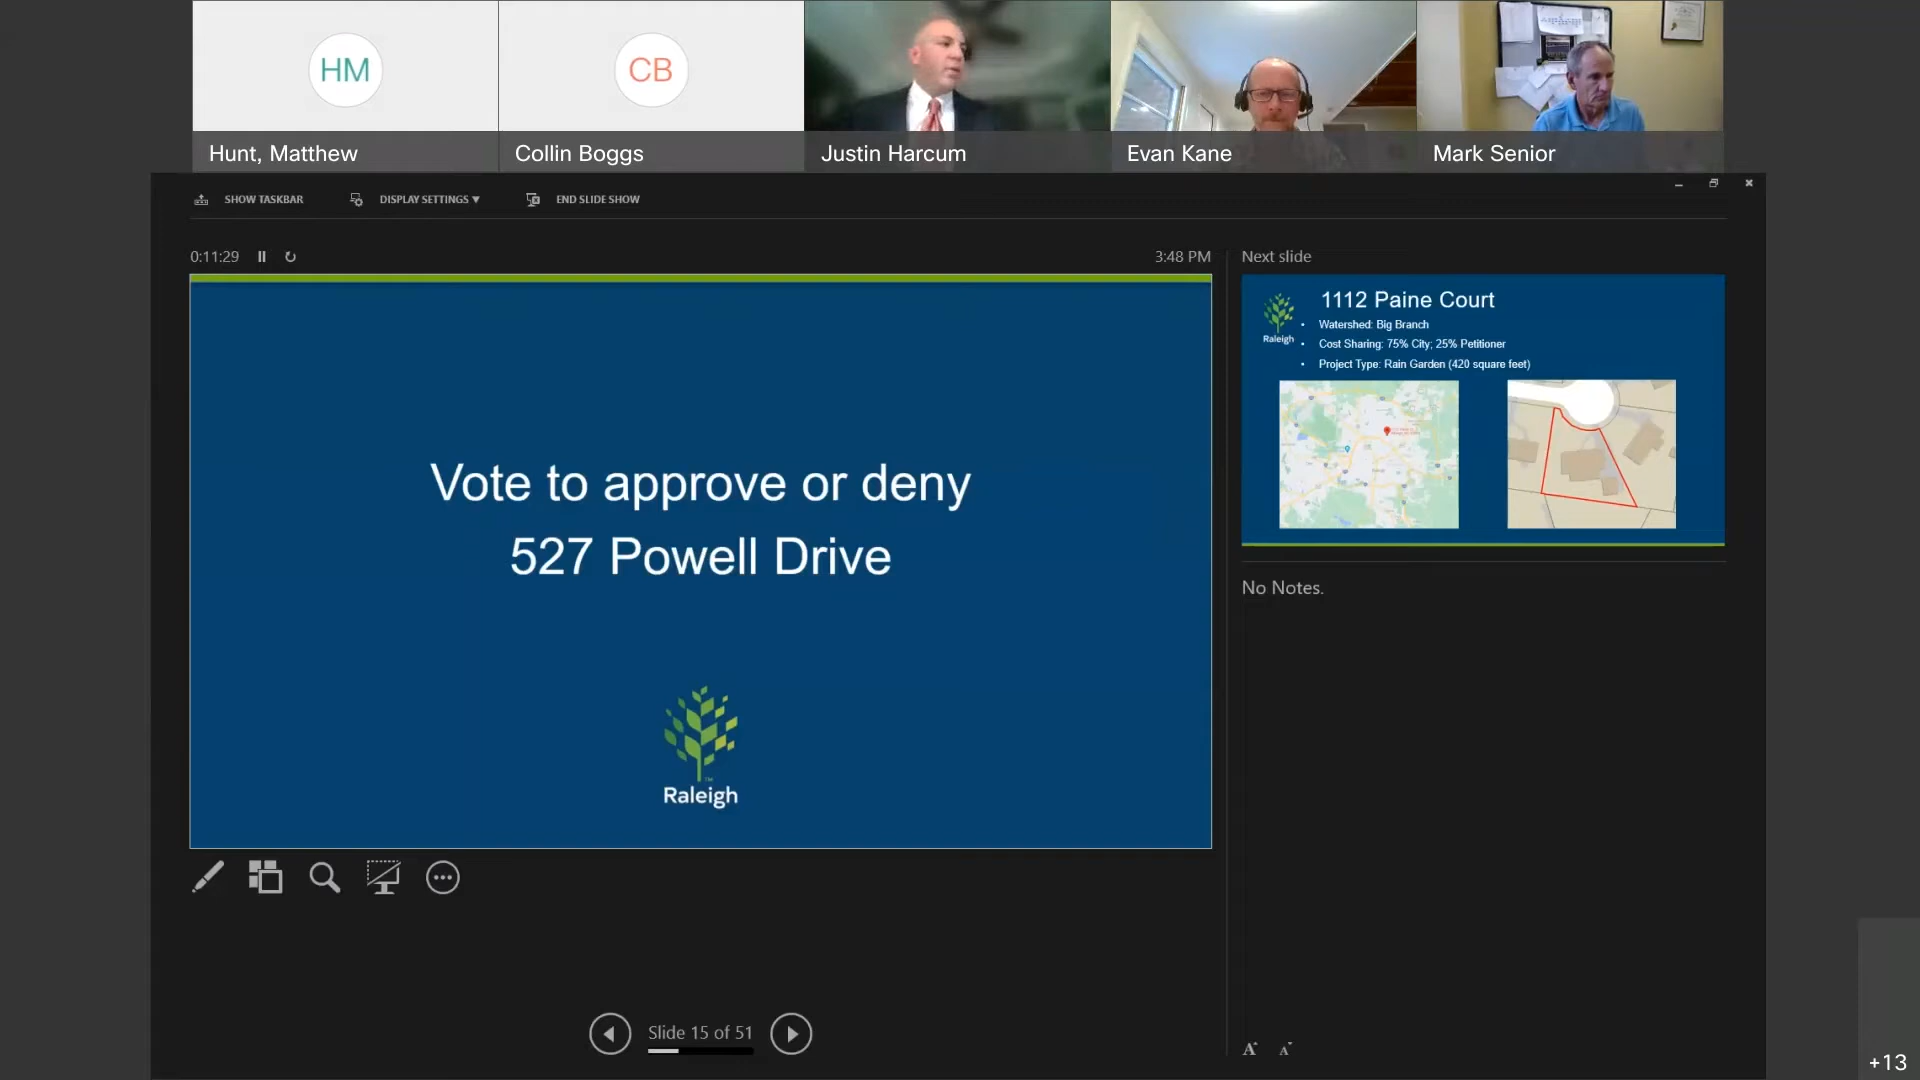 HM
CB
Hunt, Matthew
Collin Boggs
Justin Harcum
Evan Kane
Mark Senior
SHOW TASKBAR
DISPLAY SETTINGS ▼
END SLIDE SHOW
0:11:29
3:48 PM
Next slide
Vote to approve or deny
527 Powell Drive
Raleigh
1112 Paine Court
Raleigh
• Watershed: Big Branch
• Cost Sharing: 75% City; 25% Petitioner
• Project Type: Rain Garden (420 square feet)
No Notes.
Slide 15 of 51
A
A
+13